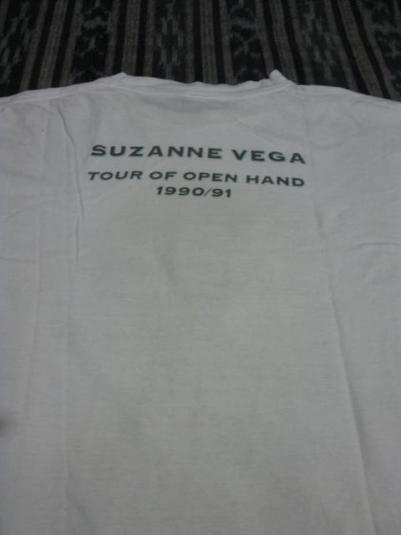 SUZANNE VEGA
TOUR OF OPEN HAND
1990/91